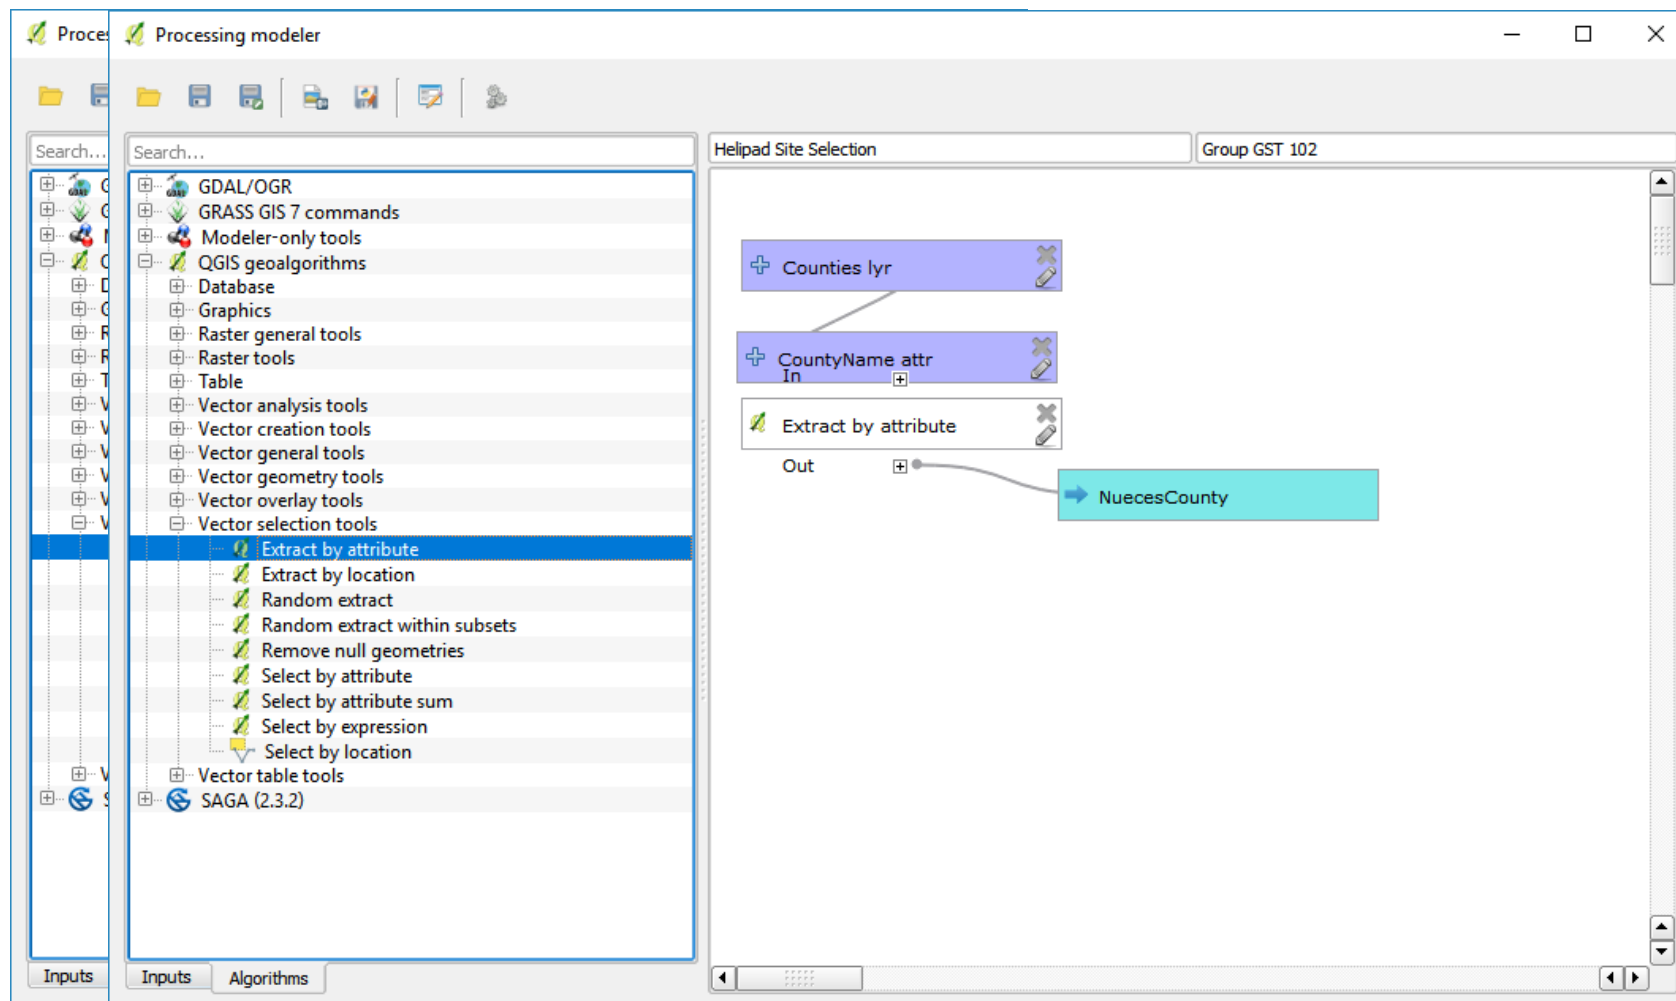 Proces
Processing modeler
Search...
Search...
Helipad Site Selection
Group GST 102
GDAL/OGR
GRASS GIS 7 commands
Modeler-only tools
QGIS geoalgorithms
Database
Graphics
Raster general tools
Raster tools
Table
Vector analysis tools
Vector creation tools
Vector general tools
Vector geometry tools
Vector overlay tools
Vector selection tools
Extract by attribute
Extract by location
Random extract
Random extract within subsets
Remove null geometries
Select by attribute
Select by attribute sum
Select by expression
Select by location
Vector table tools
SAGA (2.3.2)
Counties lyr
CountyName attr
In
Extract by attribute
Out
NuecesCounty
Inputs
Inputs
Algorithms